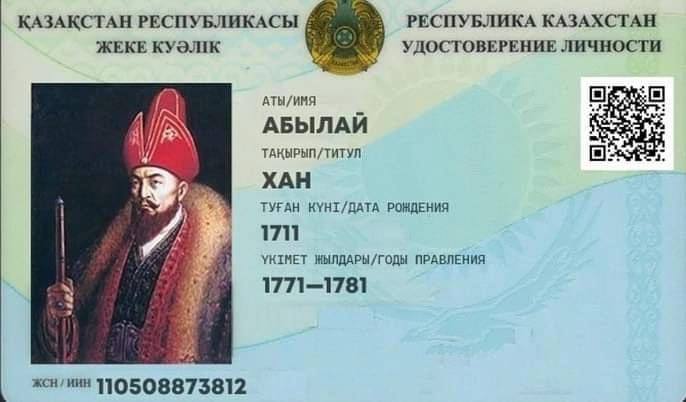 ҚАЗАҚСТАН РЕСПУБЛИКАСЫ
ЖЕКЕ КУӘЛІК
РЕСПУБЛИКА КАЗАХСТАН
УДОСТОВЕРЕНИЕ ЛИЧНОСТИ
АТЫ/ИМЯ
АБЫЛАЙ
ТАҚЫРЫП/ТИТУЛ
ХАН
ТУҒАН КҮНІ/ДАТА РОЖДЕНИЯ
1711
ҮКІМЕТ ЖЫЛДАРЫ/ГОДЫ ПРАВЛЕНИЯ
1771—1781
ЖСН / ИИН 110508873812